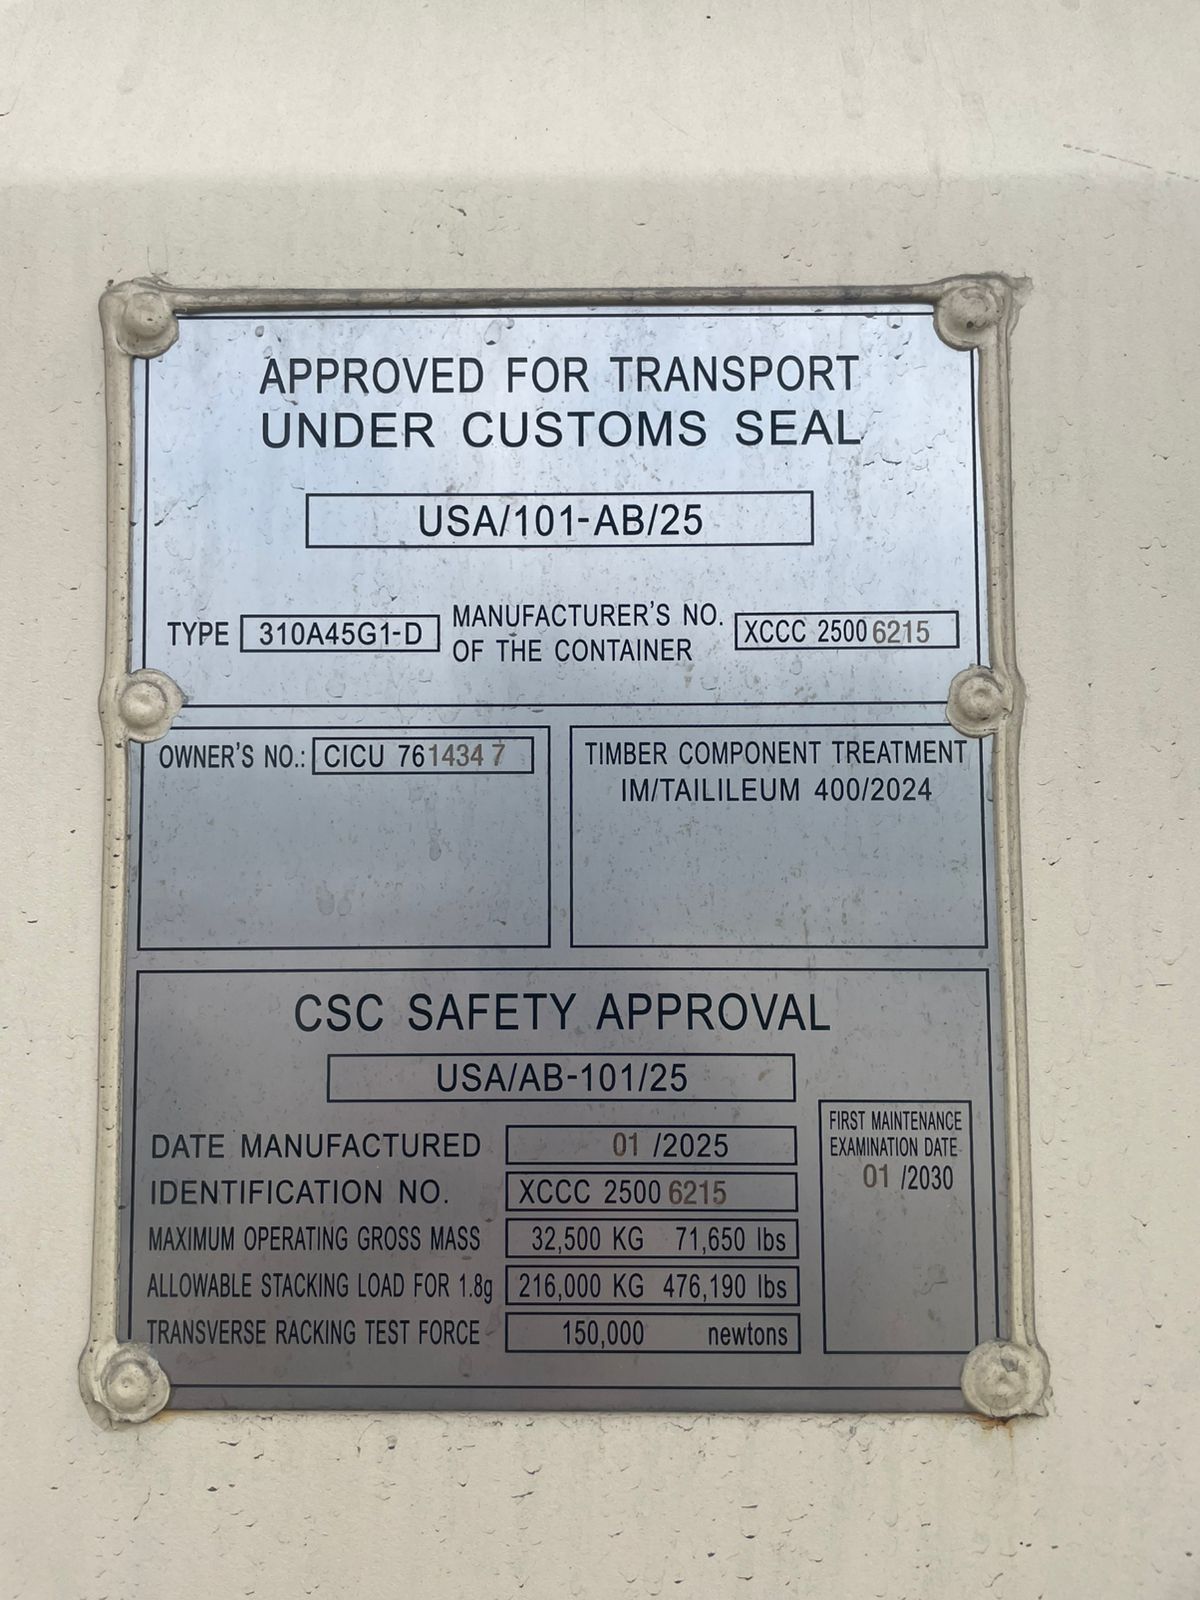 APPROVED FOR TRANSPORT
UNDER CUSTOMS SEAL
USA/101-AB/25
TYPE 310A45G1-D MANUFACTURER'S NO. OF THE CONTAINER XCCC 2500 6215
OWNER'S NO.: CICU 761434 7
TIMBER COMPONENT TREATMENT
IM/TAILILEUM 400/2024
CSC SAFETY APPROVAL
USA/AB-101/25
DATE MANUFACTURED 01 /2025
IDENTIFICATION NO. XCCC 2500 6215
MAXIMUM OPERATING GROSS MASS 32,500 KG 71,650 lbs
ALLOWABLE STACKING LOAD FOR 1.8g 216,000 KG 476,190 lbs
TRANSVERSE RACKING TEST FORCE 150,000 newtons
FIRST MAINTENANCE
EXAMINATION DATE
01 /2030